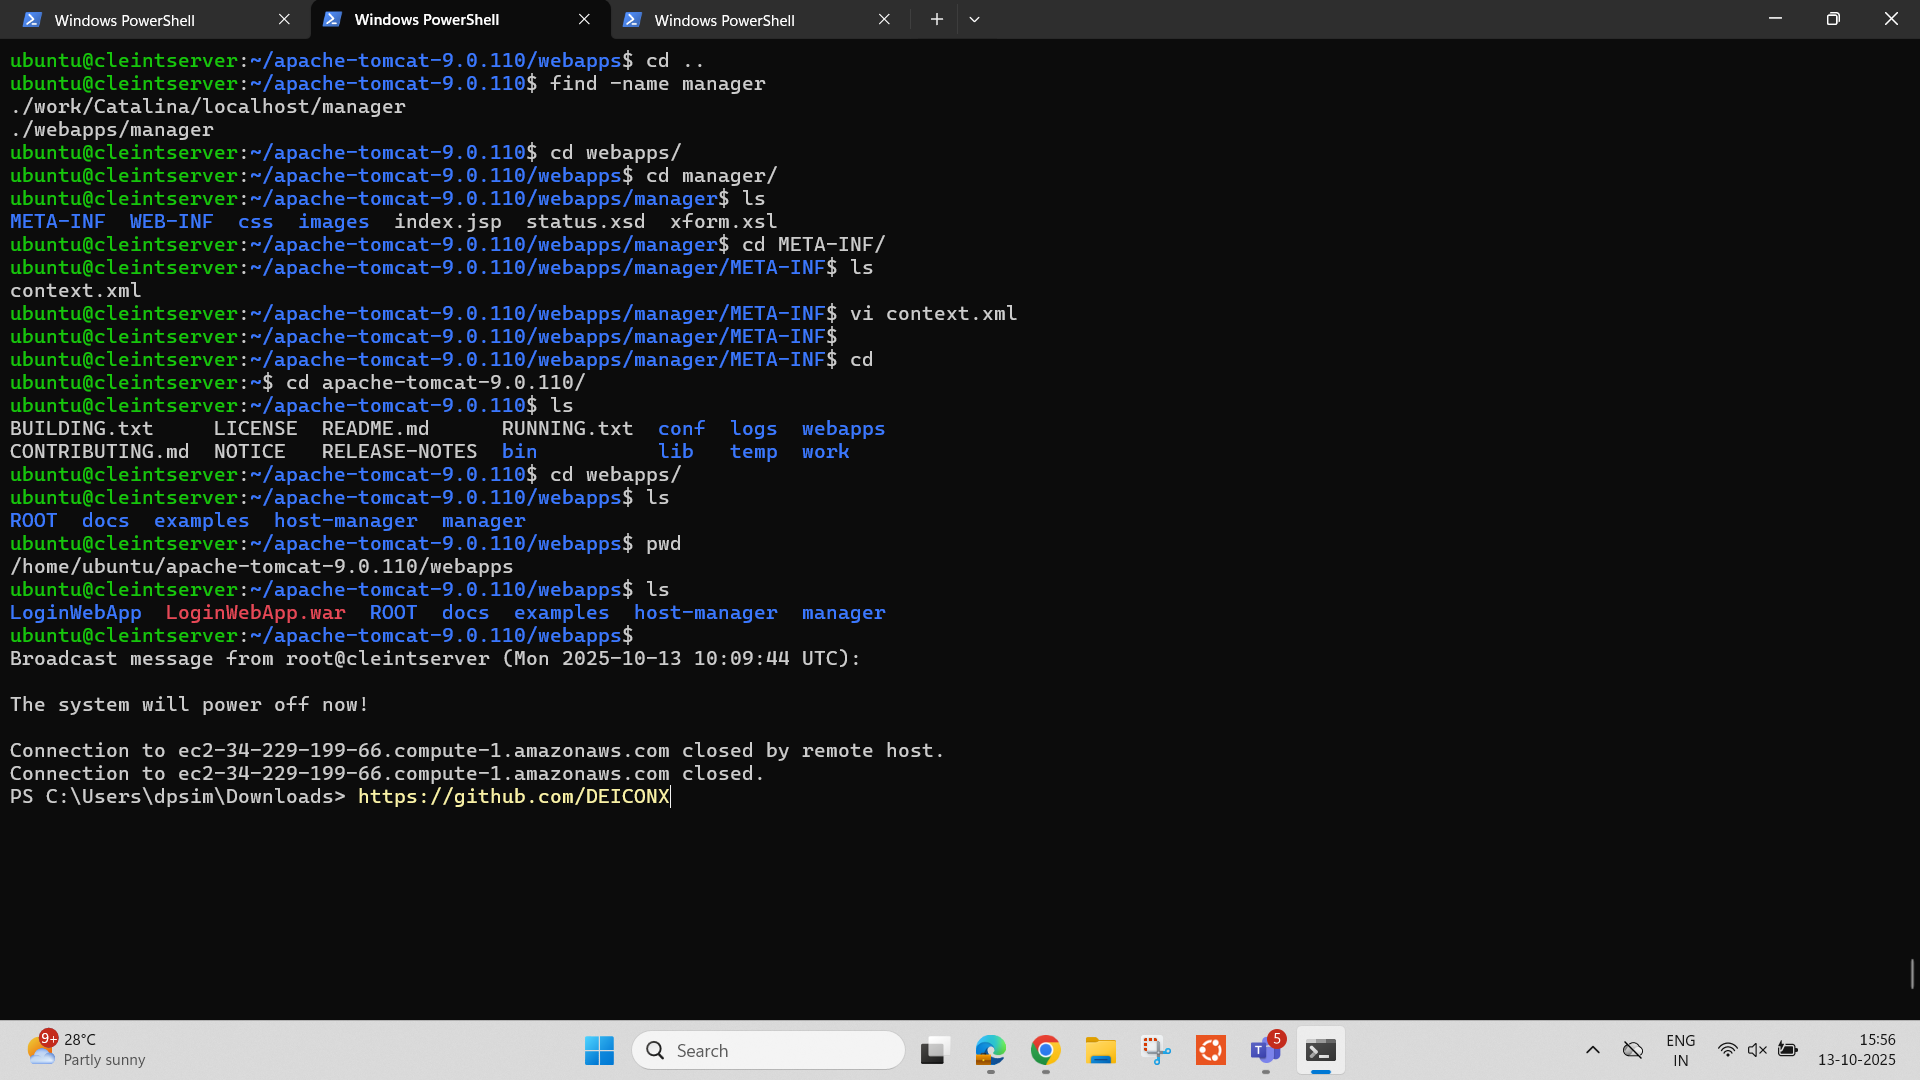 Windows PowerShell
Windows PowerShell
Windows PowerShell
ubuntu@cleintserver:~/apache-tomcat-9.0.110/webapps$ cd ..
ubuntu@cleintserver:~/apache-tomcat-9.0.110$ find -name manager
./work/Catalina/localhost/manager
./webapps/manager
ubuntu@cleintserver:~/apache-tomcat-9.0.110$ cd webapps/
ubuntu@cleintserver:~/apache-tomcat-9.0.110/webapps$ cd manager/
ubuntu@cleintserver:~/apache-tomcat-9.0.110/webapps/manager$ ls
META-INF  WEB-INF  css  images  index.jsp  status.xsd  xform.xsl
ubuntu@cleintserver:~/apache-tomcat-9.0.110/webapps/manager$ cd META-INF/
ubuntu@cleintserver:~/apache-tomcat-9.0.110/webapps/manager/META-INF$ ls
context.xml
ubuntu@cleintserver:~/apache-tomcat-9.0.110/webapps/manager/META-INF$ vi context.xml
ubuntu@cleintserver:~/apache-tomcat-9.0.110/webapps/manager/META-INF$
ubuntu@cleintserver:~/apache-tomcat-9.0.110/webapps/manager/META-INF$ cd
ubuntu@cleintserver:~$ cd apache-tomcat-9.0.110/
ubuntu@cleintserver:~/apache-tomcat-9.0.110$ ls
BUILDING.txt     LICENSE  README.md      RUNNING.txt  conf  logs  webapps
CONTRIBUTING.md  NOTICE   RELEASE-NOTES  bin          lib   temp  work
ubuntu@cleintserver:~/apache-tomcat-9.0.110$ cd webapps/
ubuntu@cleintserver:~/apache-tomcat-9.0.110/webapps$ ls
ROOT  docs  examples  host-manager  manager
ubuntu@cleintserver:~/apache-tomcat-9.0.110/webapps$ pwd
/home/ubuntu/apache-tomcat-9.0.110/webapps
ubuntu@cleintserver:~/apache-tomcat-9.0.110/webapps$ ls
LoginWebApp  LoginWebApp.war  ROOT  docs  examples  host-manager  manager
ubuntu@cleintserver:~/apache-tomcat-9.0.110/webapps$
Broadcast message from root@cleintserver (Mon 2025-10-13 10:09:44 UTC):
The system will power off now!
Connection to ec2-34-229-199-66.compute-1.amazonaws.com closed by remote host.
Connection to ec2-34-229-199-66.compute-1.amazonaws.com closed.
PS C:\Users\dpsim\Downloads> https://github.com/DEICONX
9+
28°C
Partly sunny
Search
T
5
ENG
IN
15:56
13-10-2025